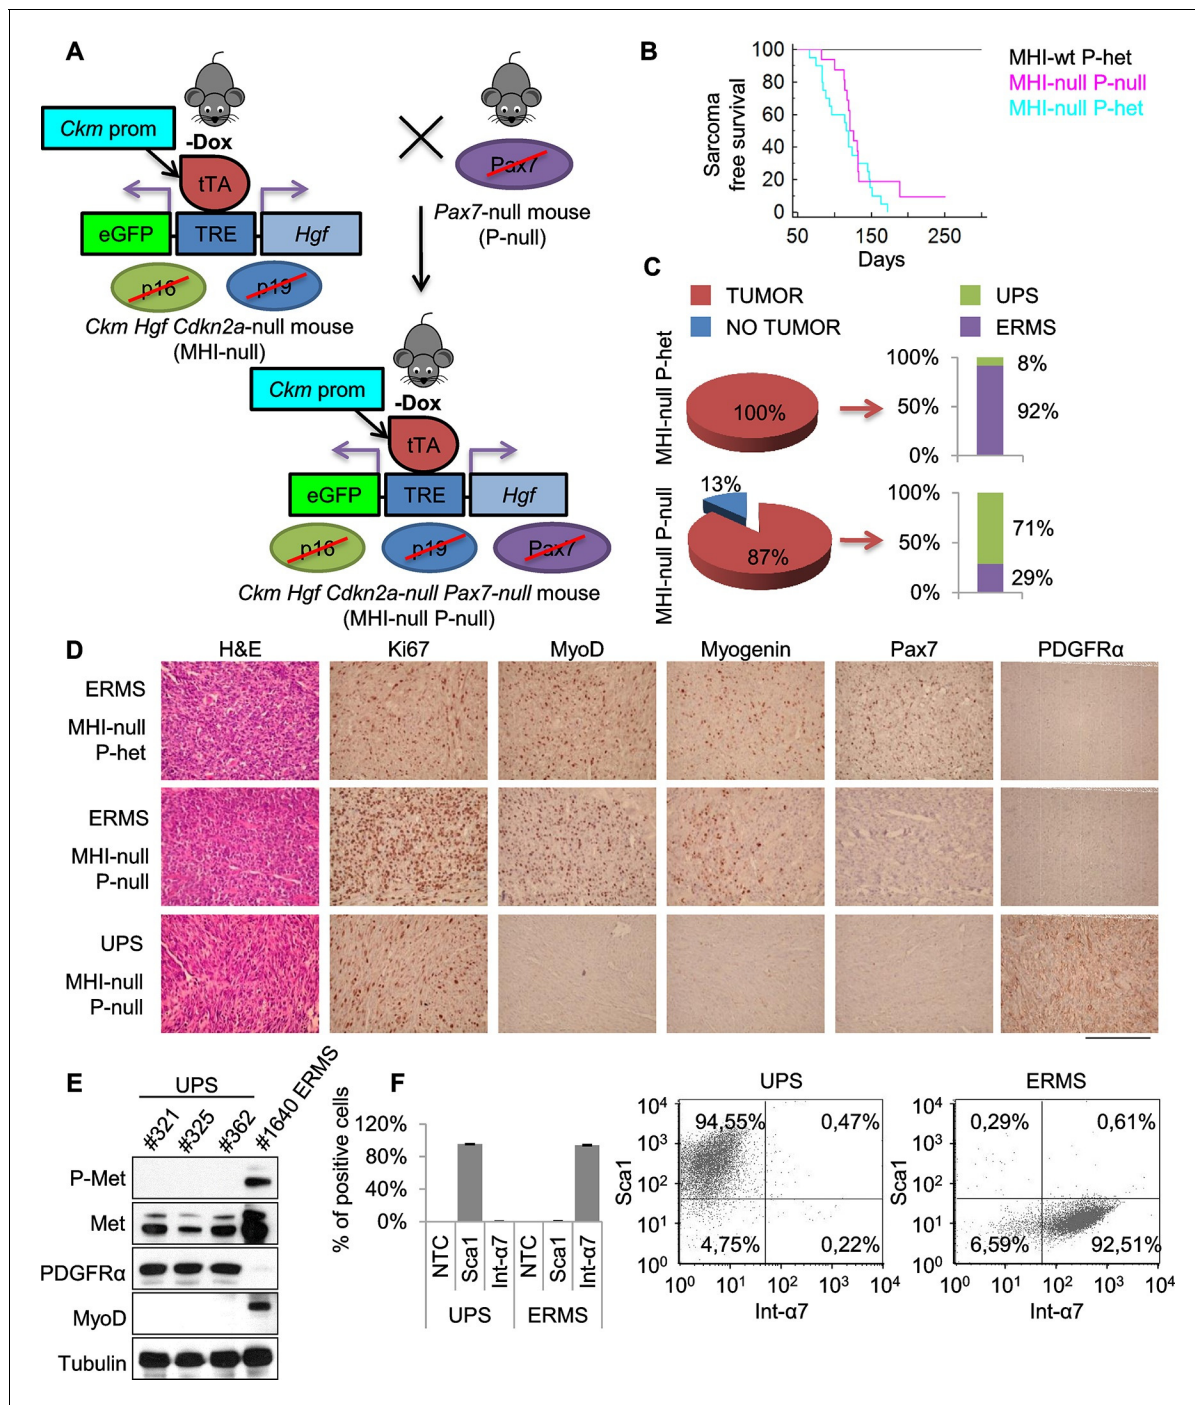 A
Ckm prom
-Dox
tTA
eGFP
TRE
Hgf
p16
p19
Ckm Hgf Cdkn2a-null mouse
(MHI-null)
Pax7
Pax7-null mouse
(P-null)
Ckm prom
-Dox
tTA
eGFP
TRE
Hgf
p16
p19
Pax7
Ckm Hgf Cdkn2a-null Pax7-null mouse
(MHI-null P-null)
B
Sarcoma
free survival
100
80
60
40
20
0
50
150
250
Days
MHI-wt P-het
MHI-null P-null
MHI-null P-het
C
TUMOR
NO TUMOR
UPS
ERMS
MHI-null P-het
100%
100%
50%
0%
8%
92%
MHI-null P-null
13%
87%
100%
50%
0%
71%
29%
D
H&E
Ki67
MyoD
Myogenin
Pax7
PDGFRα
ERMS
MHI-null
P-het
ERMS
MHI-null
P-null
UPS
MHI-null
P-null
E
UPS
#321
#325
#362
#1640 ERMS
P-Met
Met
PDGFRα
MyoD
Tubulin
F
% of positive cells
120%
80%
40%
0%
NTC
Sca1
Int-α7
NTC
Sca1
Int-α7
UPS
ERMS
UPS
Sca1
10⁴
10³
10²
10¹
10⁰
94,55%
0,47%
4,75%
0,22%
10⁰
10¹
10²
10³
10⁴
Int-α7
ERMS
Sca1
10⁴
10³
10²
10¹
10⁰
0,29%
0,61%
6,59%
92,51%
10⁰
10¹
10²
10³
10⁴
Int-α7